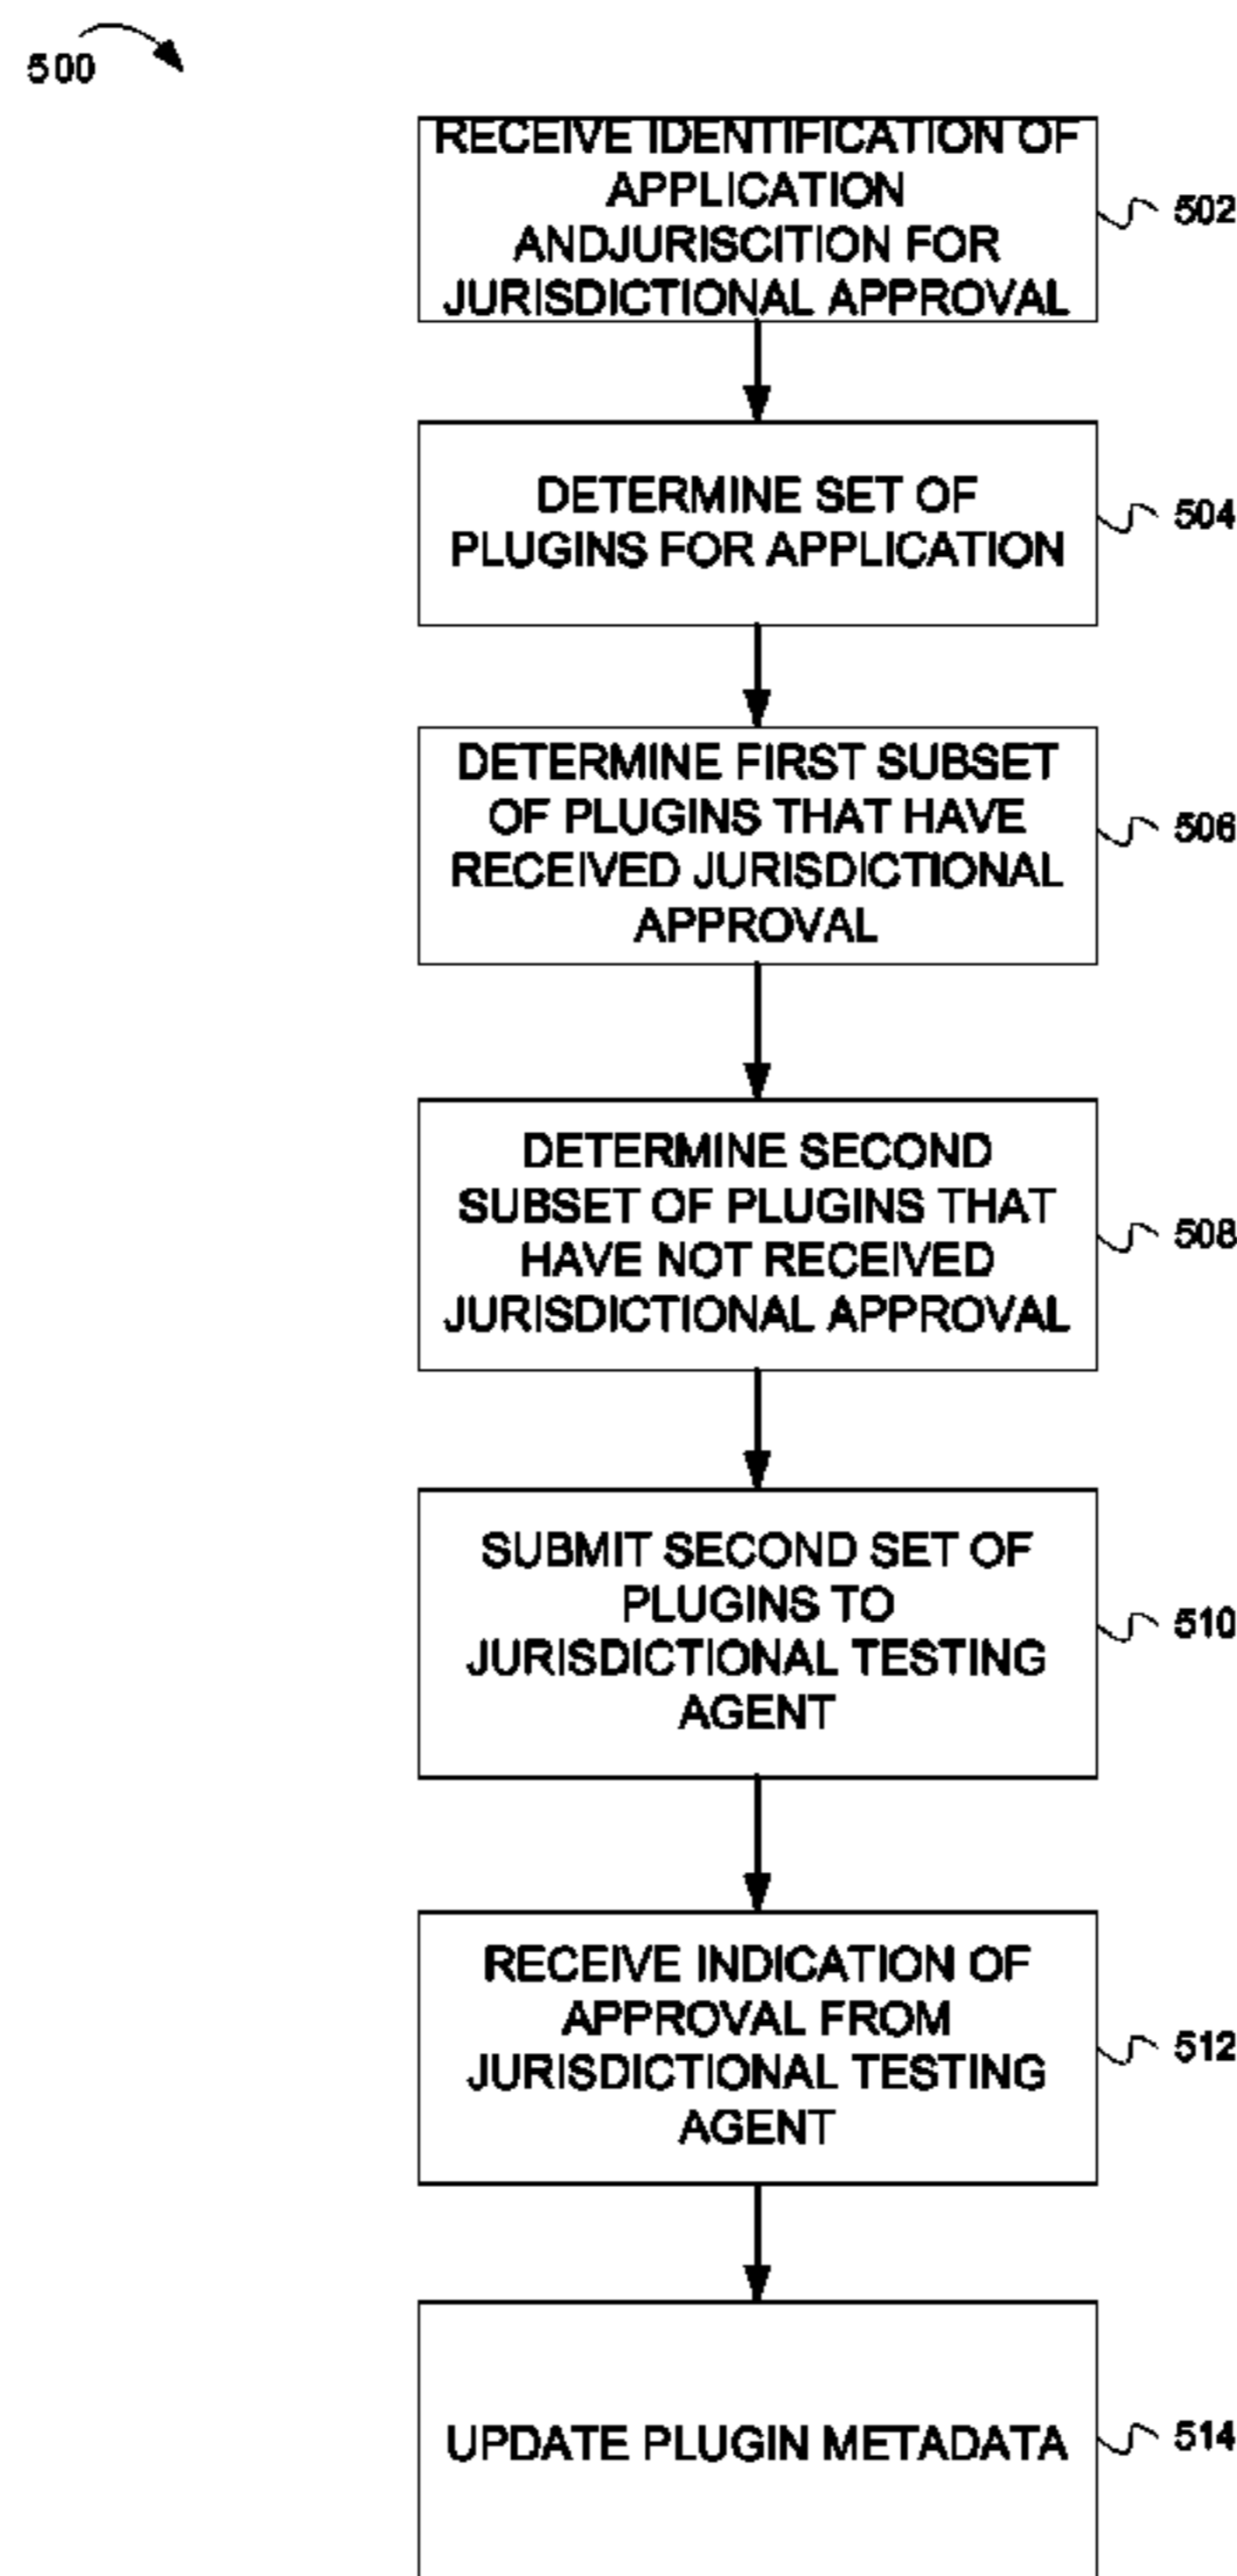 500
RECEIVE IDENTIFICATION OF
APPLICATION
ANDJURISCITION FOR
JURISDICTIONAL APPROVAL
502
DETERMINE SET OF
PLUGINS FOR APPLICATION
504
DETERMINE FIRST SUBSET
OF PLUGINS THAT HAVE
RECEIVED JURISDICTIONAL
APPROVAL
506
DETERMINE SECOND
SUBSET OF PLUGINS THAT
HAVE NOT RECEIVED
JURISDICTIONAL APPROVAL
508
SUBMIT SECOND SET OF
PLUGINS TO
JURISDICTIONAL TESTING
AGENT
510
RECEIVE INDICATION OF
APPROVAL FROM
JURISDICTIONAL TESTING
AGENT
512
UPDATE PLUGIN METADATA
514